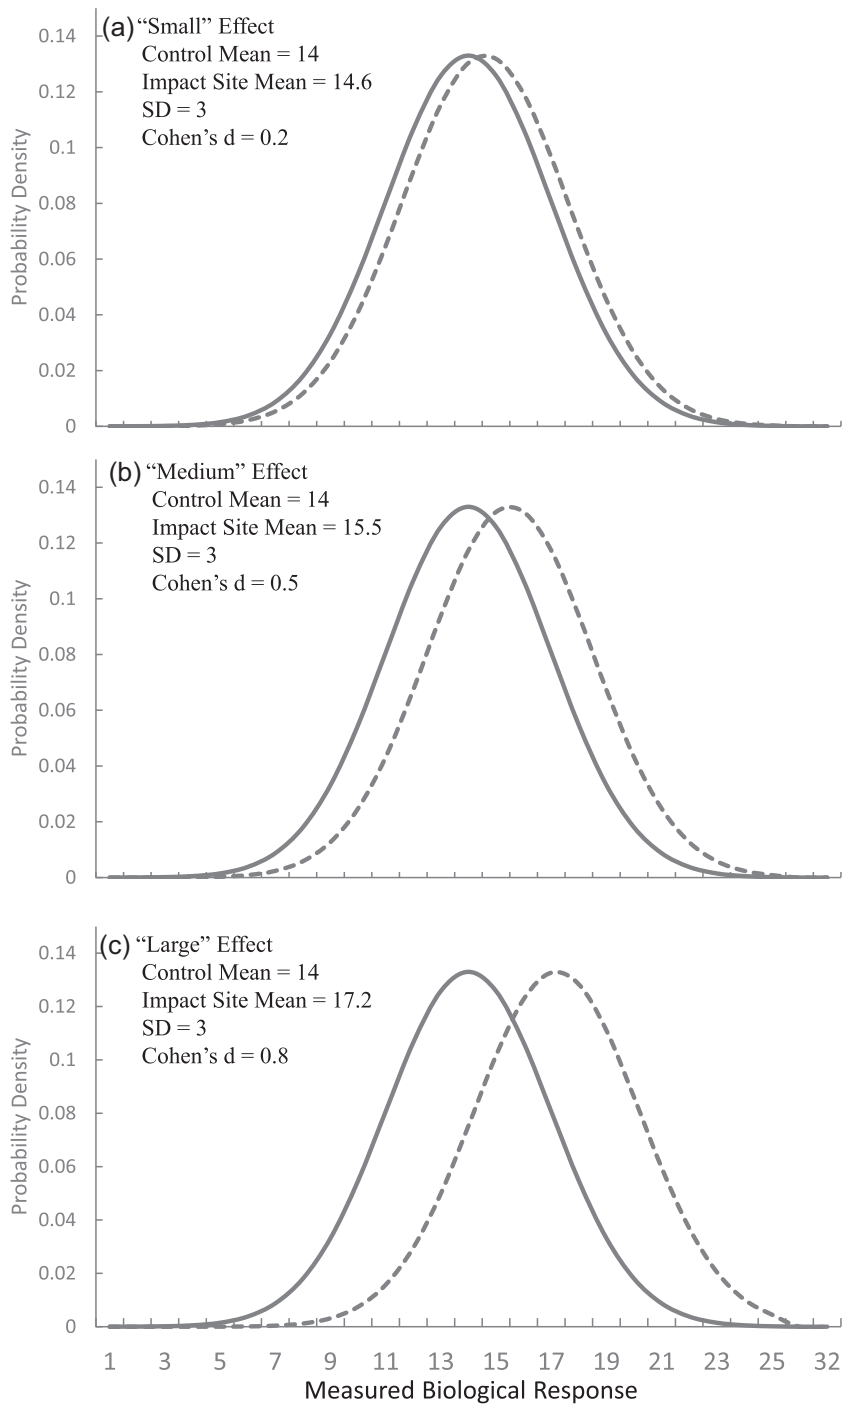 (a) “Small” Effect
Control Mean = 14
Impact Site Mean = 14.6
SD = 3
Cohen’s d = 0.2
Probability Density
0.14
0.12
0.1
0.08
0.06
0.04
0.02
0
(b) “Medium” Effect
Control Mean = 14
Impact Site Mean = 15.5
SD = 3
Cohen’s d = 0.5
Probability Density
0.14
0.12
0.1
0.08
0.06
0.04
0.02
0
(c) “Large” Effect
Control Mean = 14
Impact Site Mean = 17.2
SD = 3
Cohen’s d = 0.8
Probability Density
0.14
0.12
0.1
0.08
0.06
0.04
0.02
0
1 3 5 7 9 11 13 15 17 19 21 23 25 32
Measured Biological Response